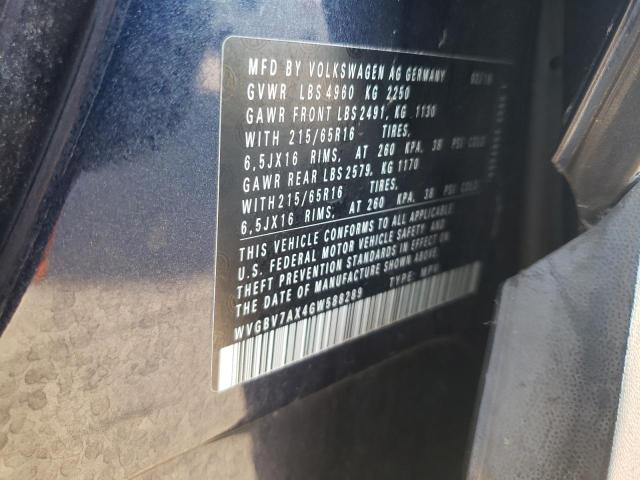 MFD BY VOLKSWAGEN AG GERMANY
GVWR LBS 4960 KG 2250
GAWR FRONT LBS 2491, KG 1130
WITH 215/65R16 TIRES,
6,5JX16 RIMS, AT 260 KPA, 38 PSI COLD
GAWR REAR LBS 2579, KG 1170
WITH 215/65R16 TIRES,
6,5JX16 RIMS, AT 260 KPA, 38 PSI COLD
THIS VEHICLE CONFORMS TO ALL APPLICABLE
U.S. FEDERAL MOTOR VEHICLE SAFETY AND
THEFT PREVENTION STANDARDS IN EFFECT ON
THE DATE OF MANUFACTURE SHOWN ABOVE.
WVGBV7AX4GW588289 TYPE: MPV